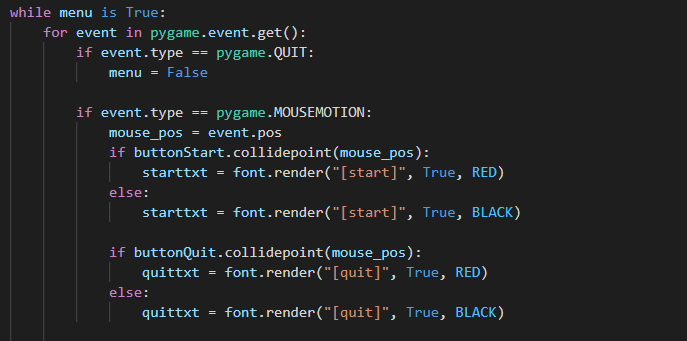 while menu is True:
    for event in pygame.event.get():
        if event.type == pygame.QUIT:
            menu = False

        if event.type == pygame.MOUSEMOTION:
            mouse_pos = event.pos
            if buttonStart.collidepoint(mouse_pos):
                starttxt = font.render("[start]", True, RED)
            else:
                starttxt = font.render("[start]", True, BLACK)

            if buttonQuit.collidepoint(mouse_pos):
                quittxt = font.render("[quit]", True, RED)
            else:
                quittxt = font.render("[quit]", True, BLACK)